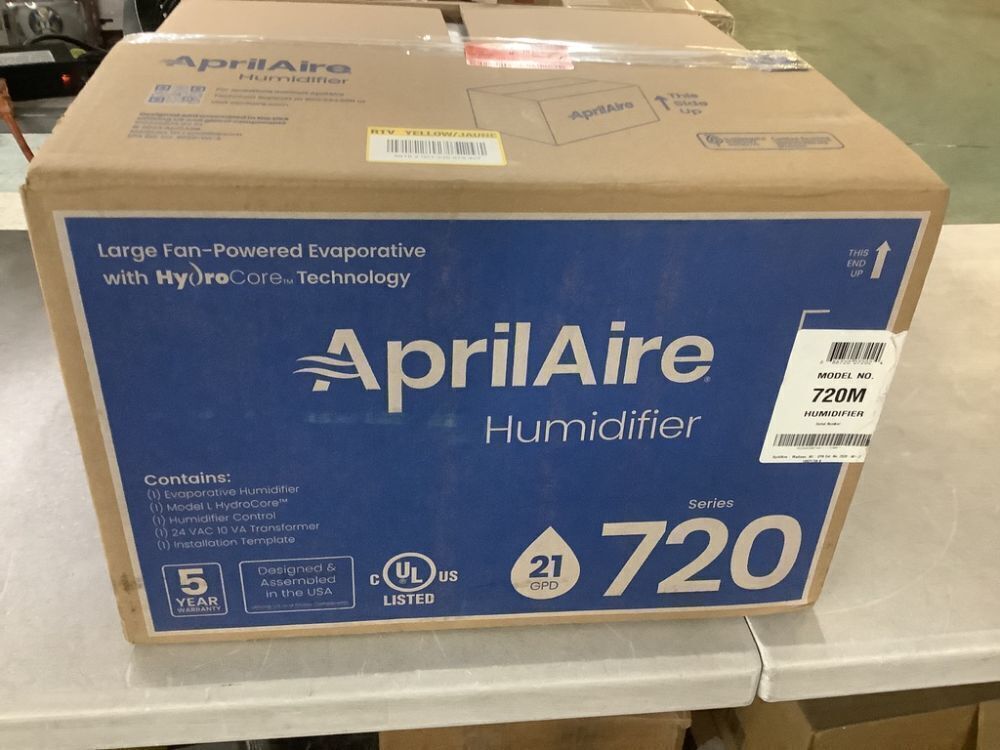 AprilAire
Humidifier
AprilAire
This
Side
Up
RTV YELLOW/JAUNE
Large Fan-Powered Evaporative
with HydroCore™ Technology
THIS
END
UP
AprilAire®
Humidifier
MODEL NO.
720M
HUMIDIFIER
Serial Number
Contains:
(1) Evaporative Humidifier
(1) Model L HydroCore™
(1) Humidifier Control
(1) 24 VAC 10 VA Transformer
(1) Installation Template
Series
720
21
GPD
5
YEAR
WARRANTY
Designed &
Assembled
in the USA
C UL US
LISTED